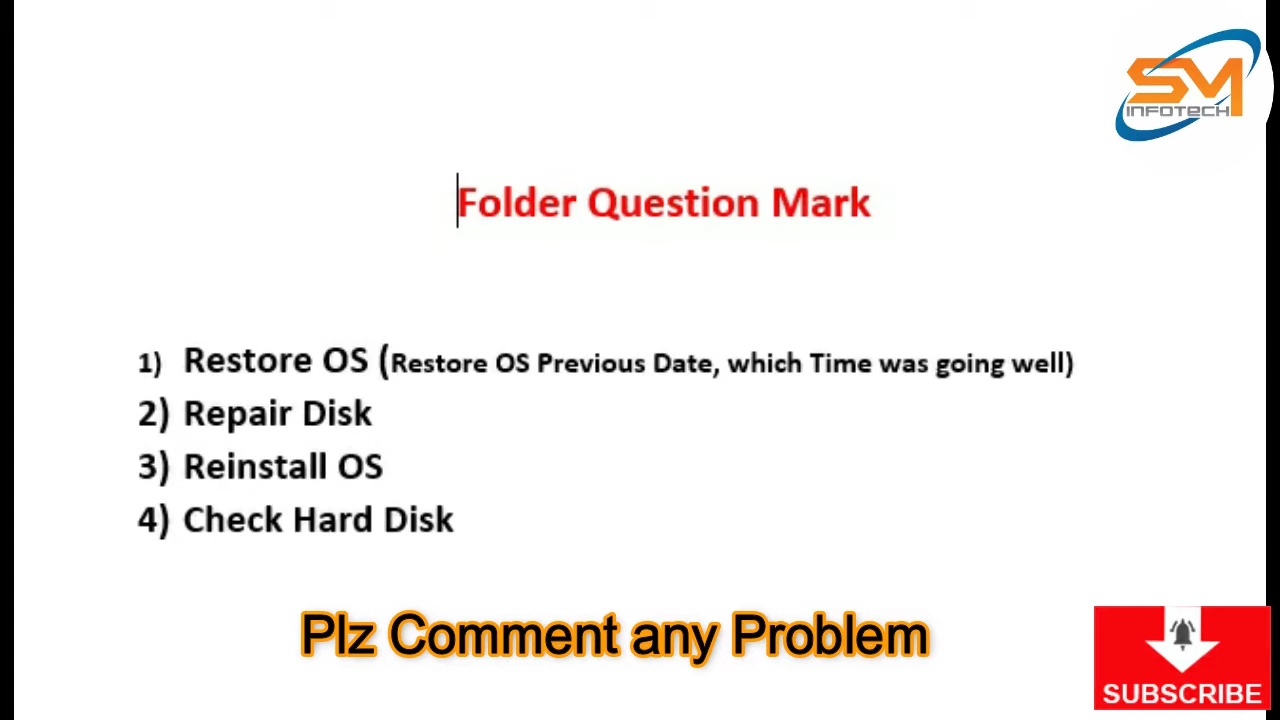 SM
INFOTECH
Folder Question Mark
1) Restore OS (Restore OS Previous Date, which Time was going well)
2) Repair Disk
3) Reinstall OS
4) Check Hard Disk
Plz Comment any Problem
SUBSCRIBE